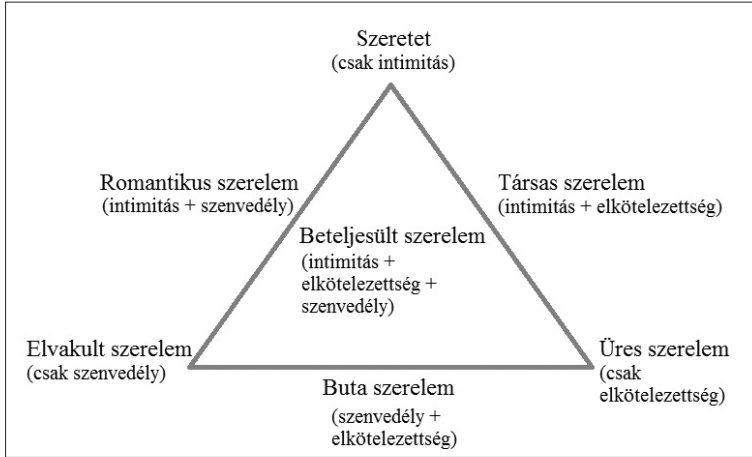 Szeretet
(csak intimitás)
Romantikus szerelem
(intimitás + szenvedély)
Társas szerelem
(intimitás + elkötelezettség)
Beteljesült szerelem
(intimitás +
elkötelezettség +
szenvedély)
Elvakult szerelem
(csak szenvedély)
Üres szerelem
(csak
elkötelezettség)
Buta szerelem
(szenvedély +
elkötelezettség)